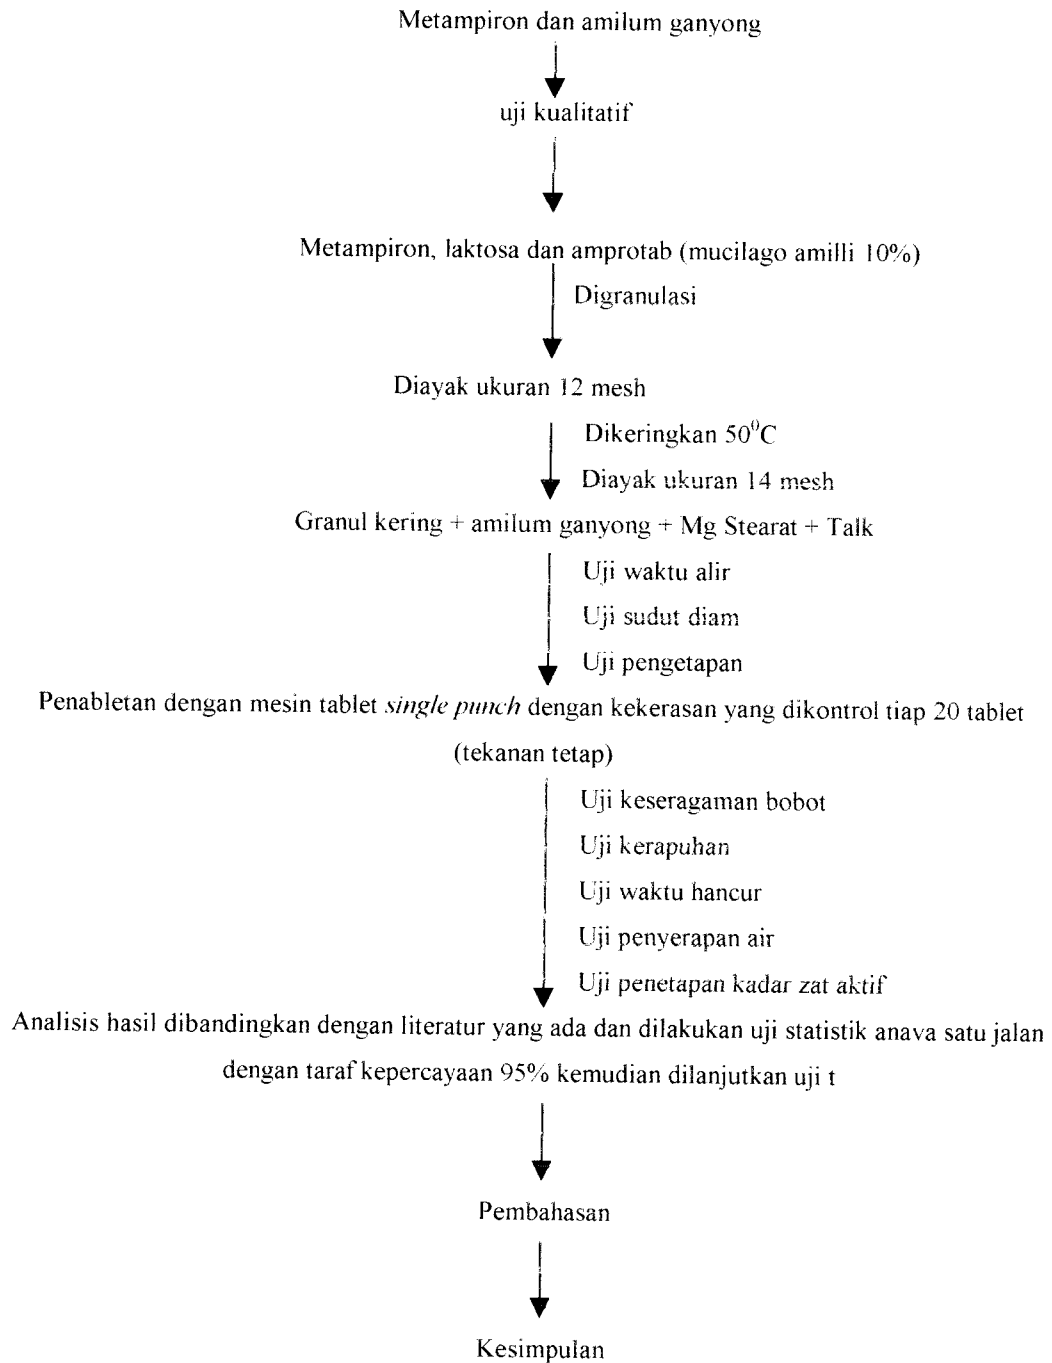 Metampiron dan amilum ganyong
uji kualitatif
Metampiron, laktosa dan amprotab (mucilago amilli 10%)
Digranulasi
Diayak ukuran 12 mesh
Dikeringkan 50⁰C
Diayak ukuran 14 mesh
Granul kering + amilum ganyong + Mg Stearat + Talk
Uji waktu alir
Uji sudut diam
Uji pengetapan
Penabletan dengan mesin tablet single punch dengan kekerasan yang dikontrol tiap 20 tablet
(tekanan tetap)
Uji keseragaman bobot
Uji kerapuhan
Uji waktu hancur
Uji penyerapan air
Uji penetapan kadar zat aktif
Analisis hasil dibandingkan dengan literatur yang ada dan dilakukan uji statistik anava satu jalan
dengan taraf kepercayaan 95% kemudian dilanjutkan uji t
Pembahasan
Kesimpulan